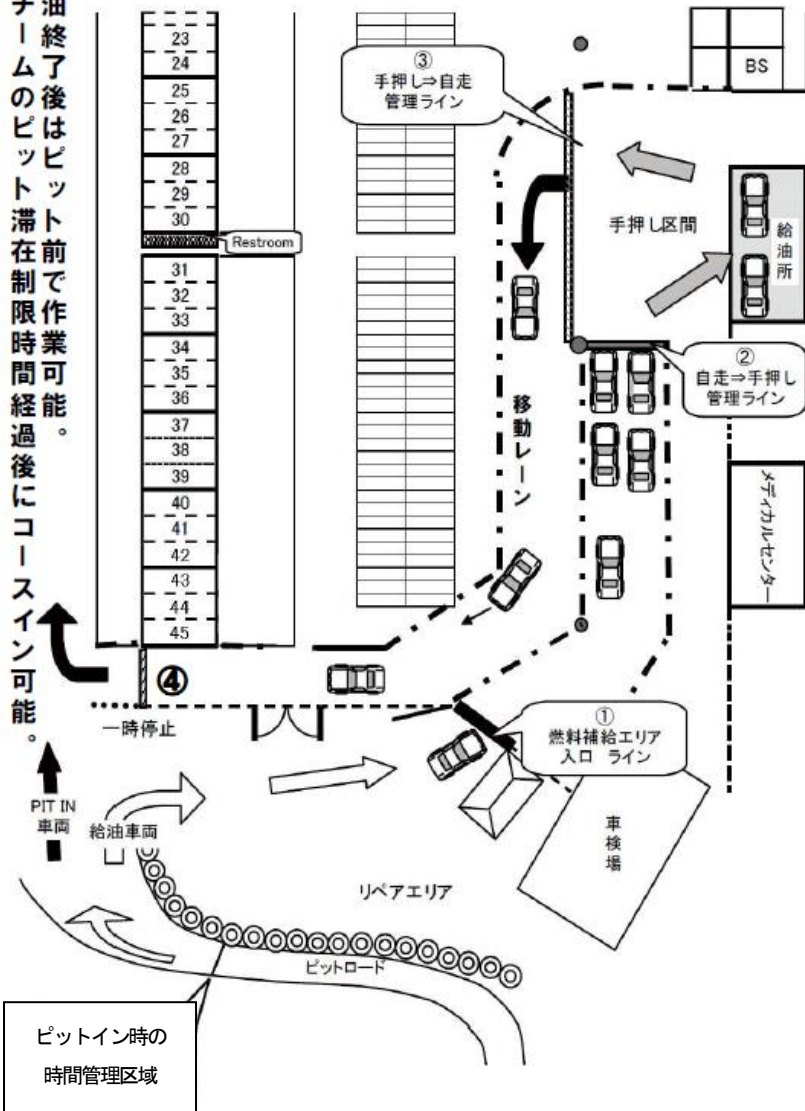 油終了後はピット前で作業可能。
チームのピット滞在制限時間経過後にコースイン可能。
23
24
25
26
27
28
29
30
Restroom
31
32
33
34
35
36
37
38
39
40
41
42
43
44
45
③
手押し⇒自走
管理ライン
BS
手押し区間
給油所
②
自走⇒手押し
管理ライン
移動レーン
メディカルセンター
④
一時停止
①
燃料補給エリア
入口 ライン
PIT IN
車両
給油車両
車検場
リペアエリア
ピットロード
ピットイン時の
時間管理区域